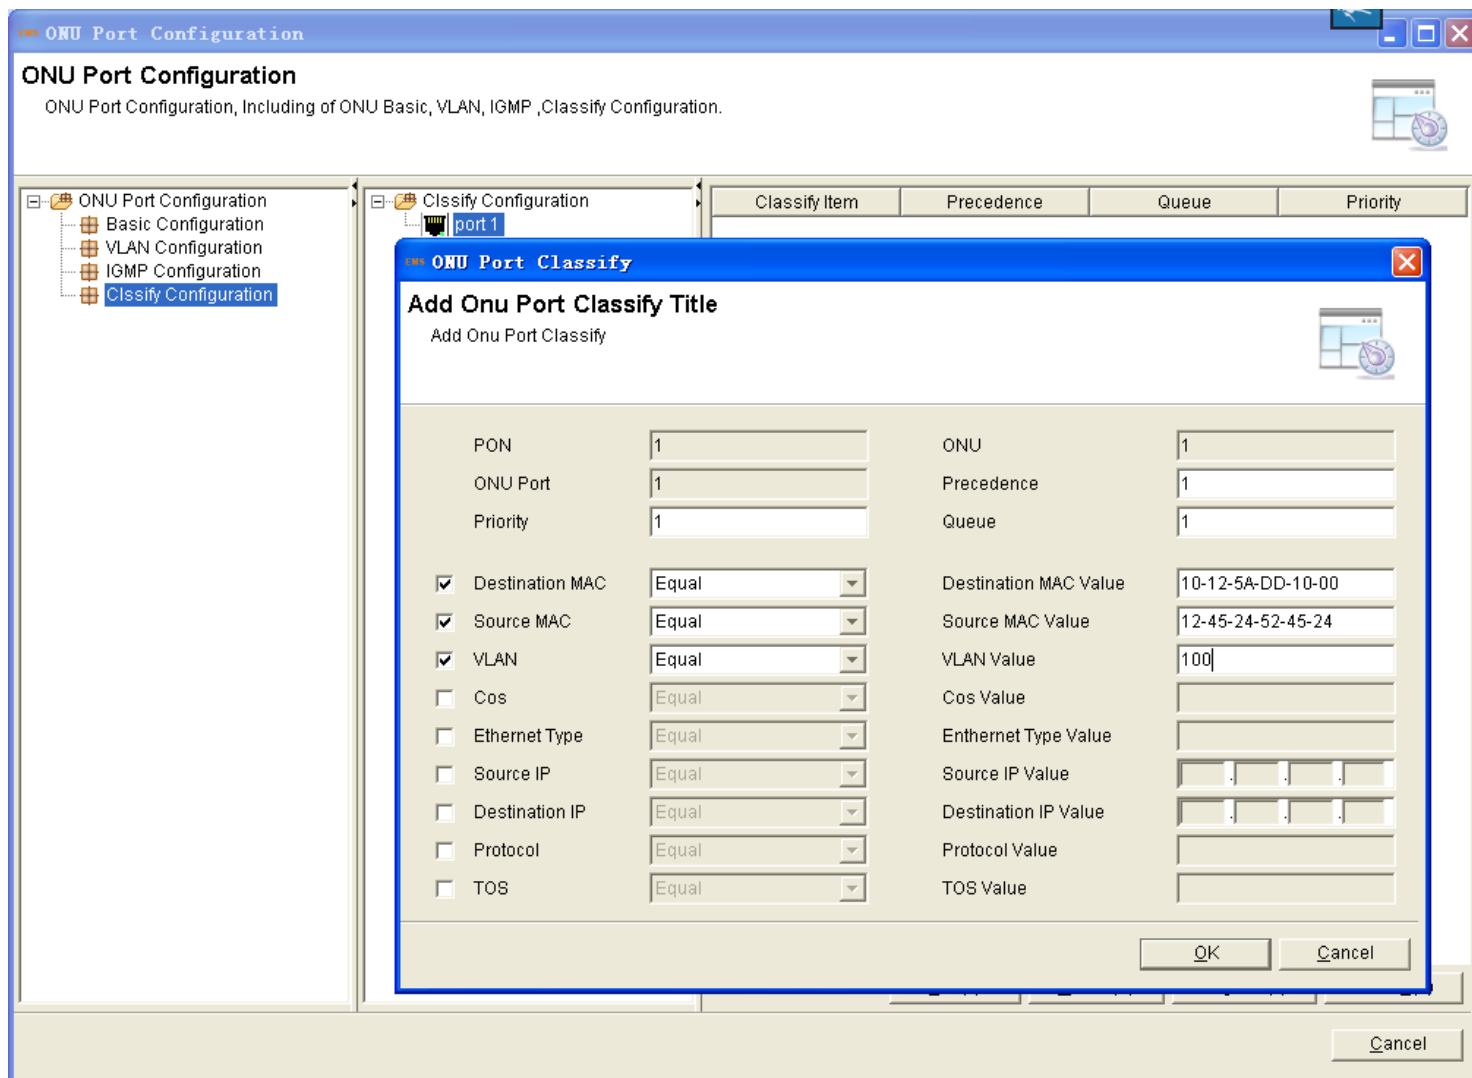 EMS ONU Port Configuration
ONU Port Configuration
ONU Port Configuration, Including of ONU Basic, VLAN, IGMP ,Classify Configuration.
ONU Port Configuration
Basic Configuration
VLAN Configuration
IGMP Configuration
Clssify Configuration
Clssify Configuration
port 1
Classify Item Precedence Queue Priority
EMS ONU Port Classify
Add Onu Port Classify Title
Add Onu Port Classify
PON 1 ONU 1
ONU Port 1 Precedence 1
Priority 1 Queue 1
Destination MAC Equal Destination MAC Value 10-12-5A-DD-10-00
Source MAC Equal Source MAC Value 12-45-24-52-45-24
VLAN Equal VLAN Value 100
Cos Equal Cos Value
Ethernet Type Equal Enthernet Type Value
Source IP Equal Source IP Value . . .
Destination IP Equal Destination IP Value . . .
Protocol Equal Protocol Value
TOS Equal TOS Value
OK Cancel
Cancel